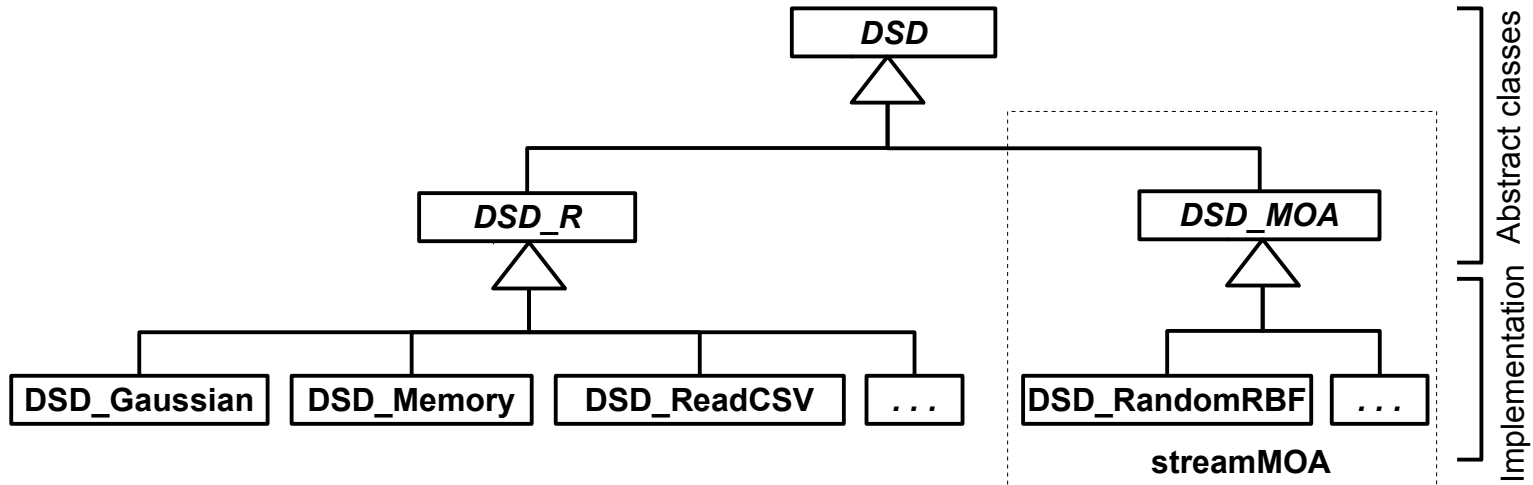 DSD
Abstract classes
DSD_R
DSD_MOA
Implementation
DSD_Gaussian
DSD_Memory
DSD_ReadCSV
. . .
DSD_RandomRBF
. . .
streamMOA